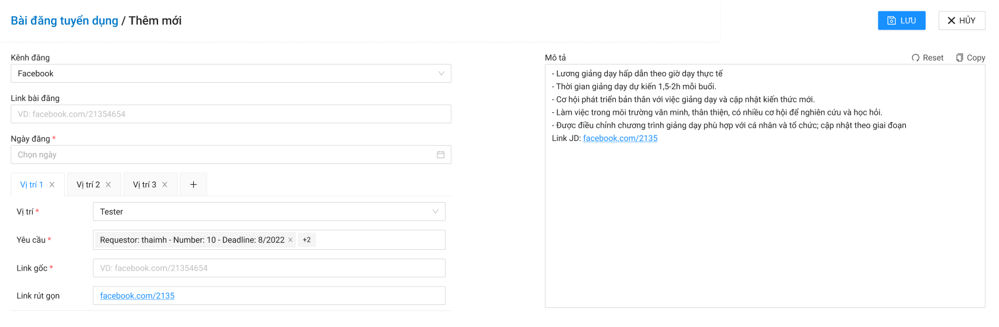 Bài đăng tuyển dụng / Thêm mới
LƯU
HỦY
Kênh đăng
Facebook
Link bài đăng
VD: facebook.com/21354654
Ngày đăng *
Chọn ngày
Vị trí 1
Vị trí 2
Vị trí 3
Vị trí *
Tester
Yêu cầu *
Requestor: thaimh - Number: 10 - Deadline: 8/2022
+2
Link gốc *
VD: facebook.com/21354654
Link rút gọn
facebook.com/2135
Mô tả
Reset
Copy
- Lương giảng dạy hấp dẫn theo giờ dạy thực tế
- Thời gian giảng dạy dự kiến 1,5-2h mỗi buổi.
- Cơ hội phát triển bản thân với việc giảng dạy và cập nhật kiến thức mới.
- Làm việc trong môi trường văn minh, thân thiện, có nhiều cơ hội để nghiên cứu và học hỏi.
- Được điều chỉnh chương trình giảng dạy phù hợp với cá nhân và tổ chức; cập nhật theo giai đoạn
Link JD: facebook.com/2135